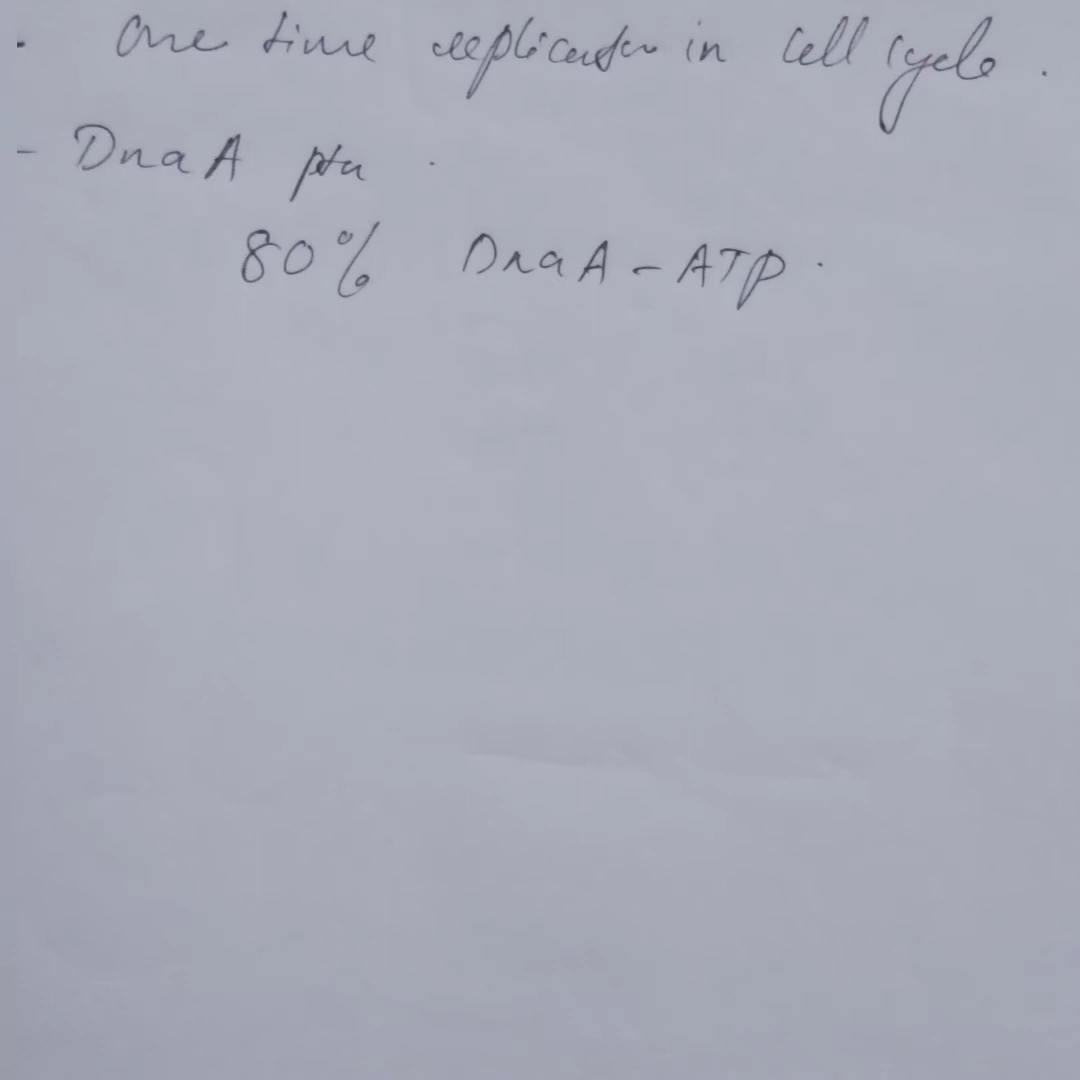 . One time replication in cell cycle.
- DnaA ptn .
80% DnaA - ATP.